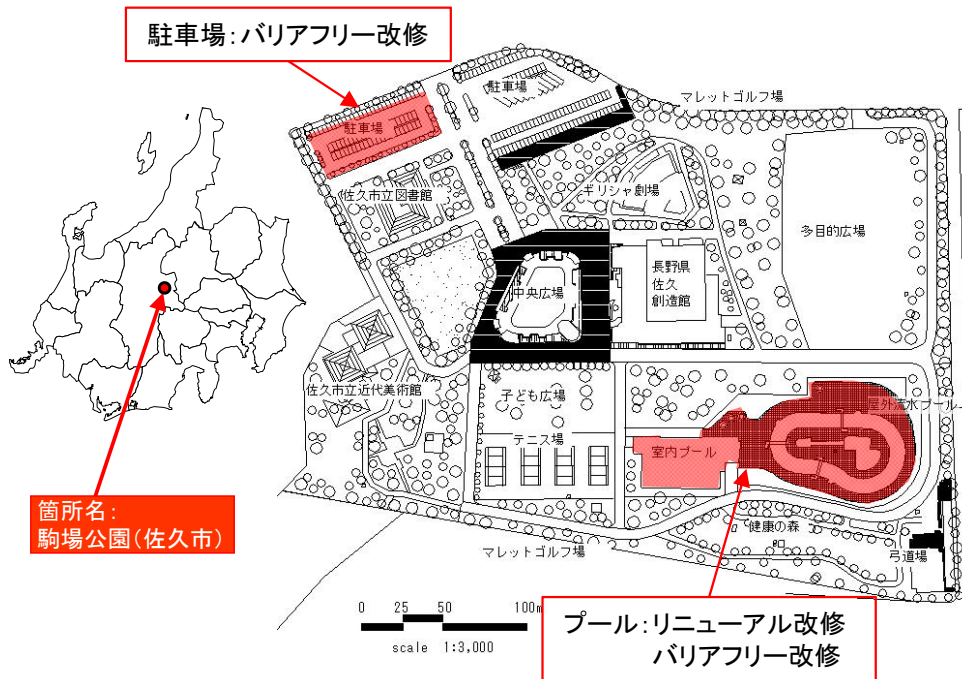 駐車場:バリアフリー改修
駐車場
マレットゴルフ場
駐車場
佐久市立図書館
ギリシャ劇場
多目的広場
長野県
佐久
創造館
中央広場
佐久市立近代美術館
子ども広場
屋外流水プール
テニス場
室内プール
箇所名:
駒場公園(佐久市)
健康の森
マレットゴルフ場
弓道場
0 25 50 100m
scale 1:3,000
プール:リニューアル改修
バリアフリー改修